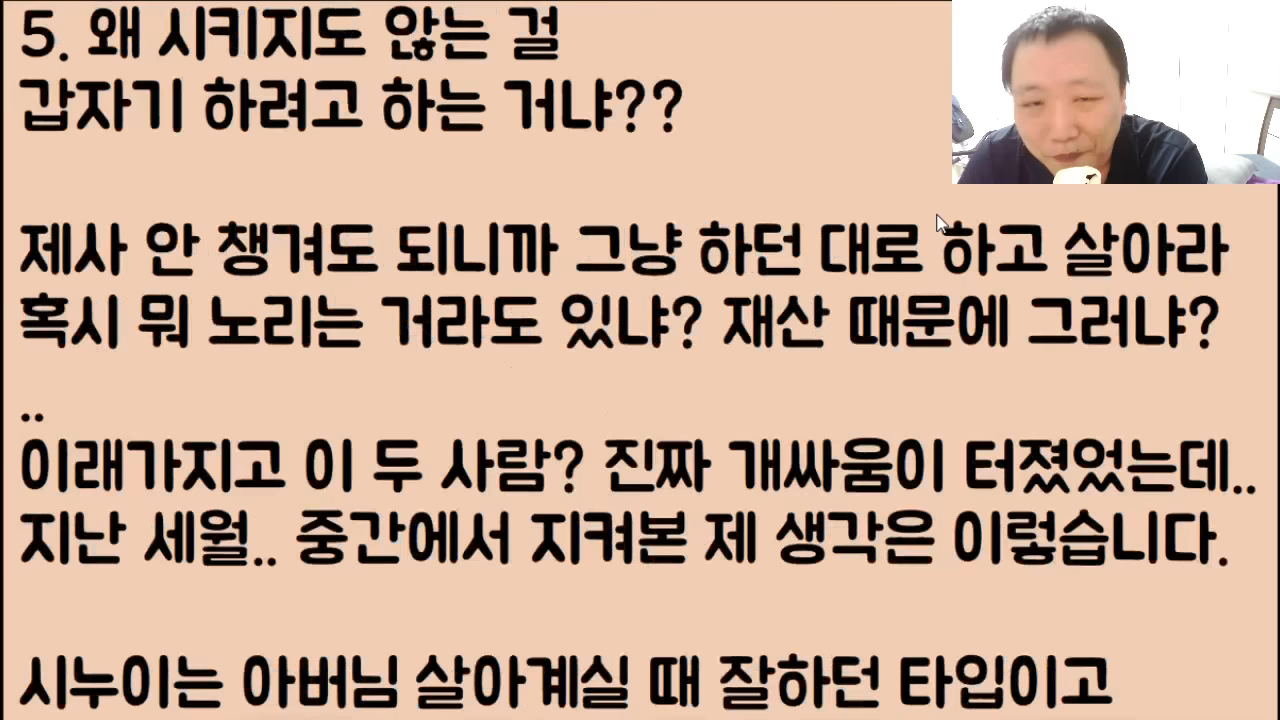 5. 왜 시키지도 않는 걸
갑자기 하려고 하는 거냐??
제사 안 챙겨도 되니까 그냥 하던 대로 하고 살아라
혹시 뭐 노리는 거라도 있냐? 재산 때문에 그러냐?
..
이래가지고 이 두 사람? 진짜 개싸움이 터졌었는데..
지난 세월.. 중간에서 지켜본 제 생각은 이렇습니다.
시누이는 아버님 살아계실 때 잘하던 타입이고